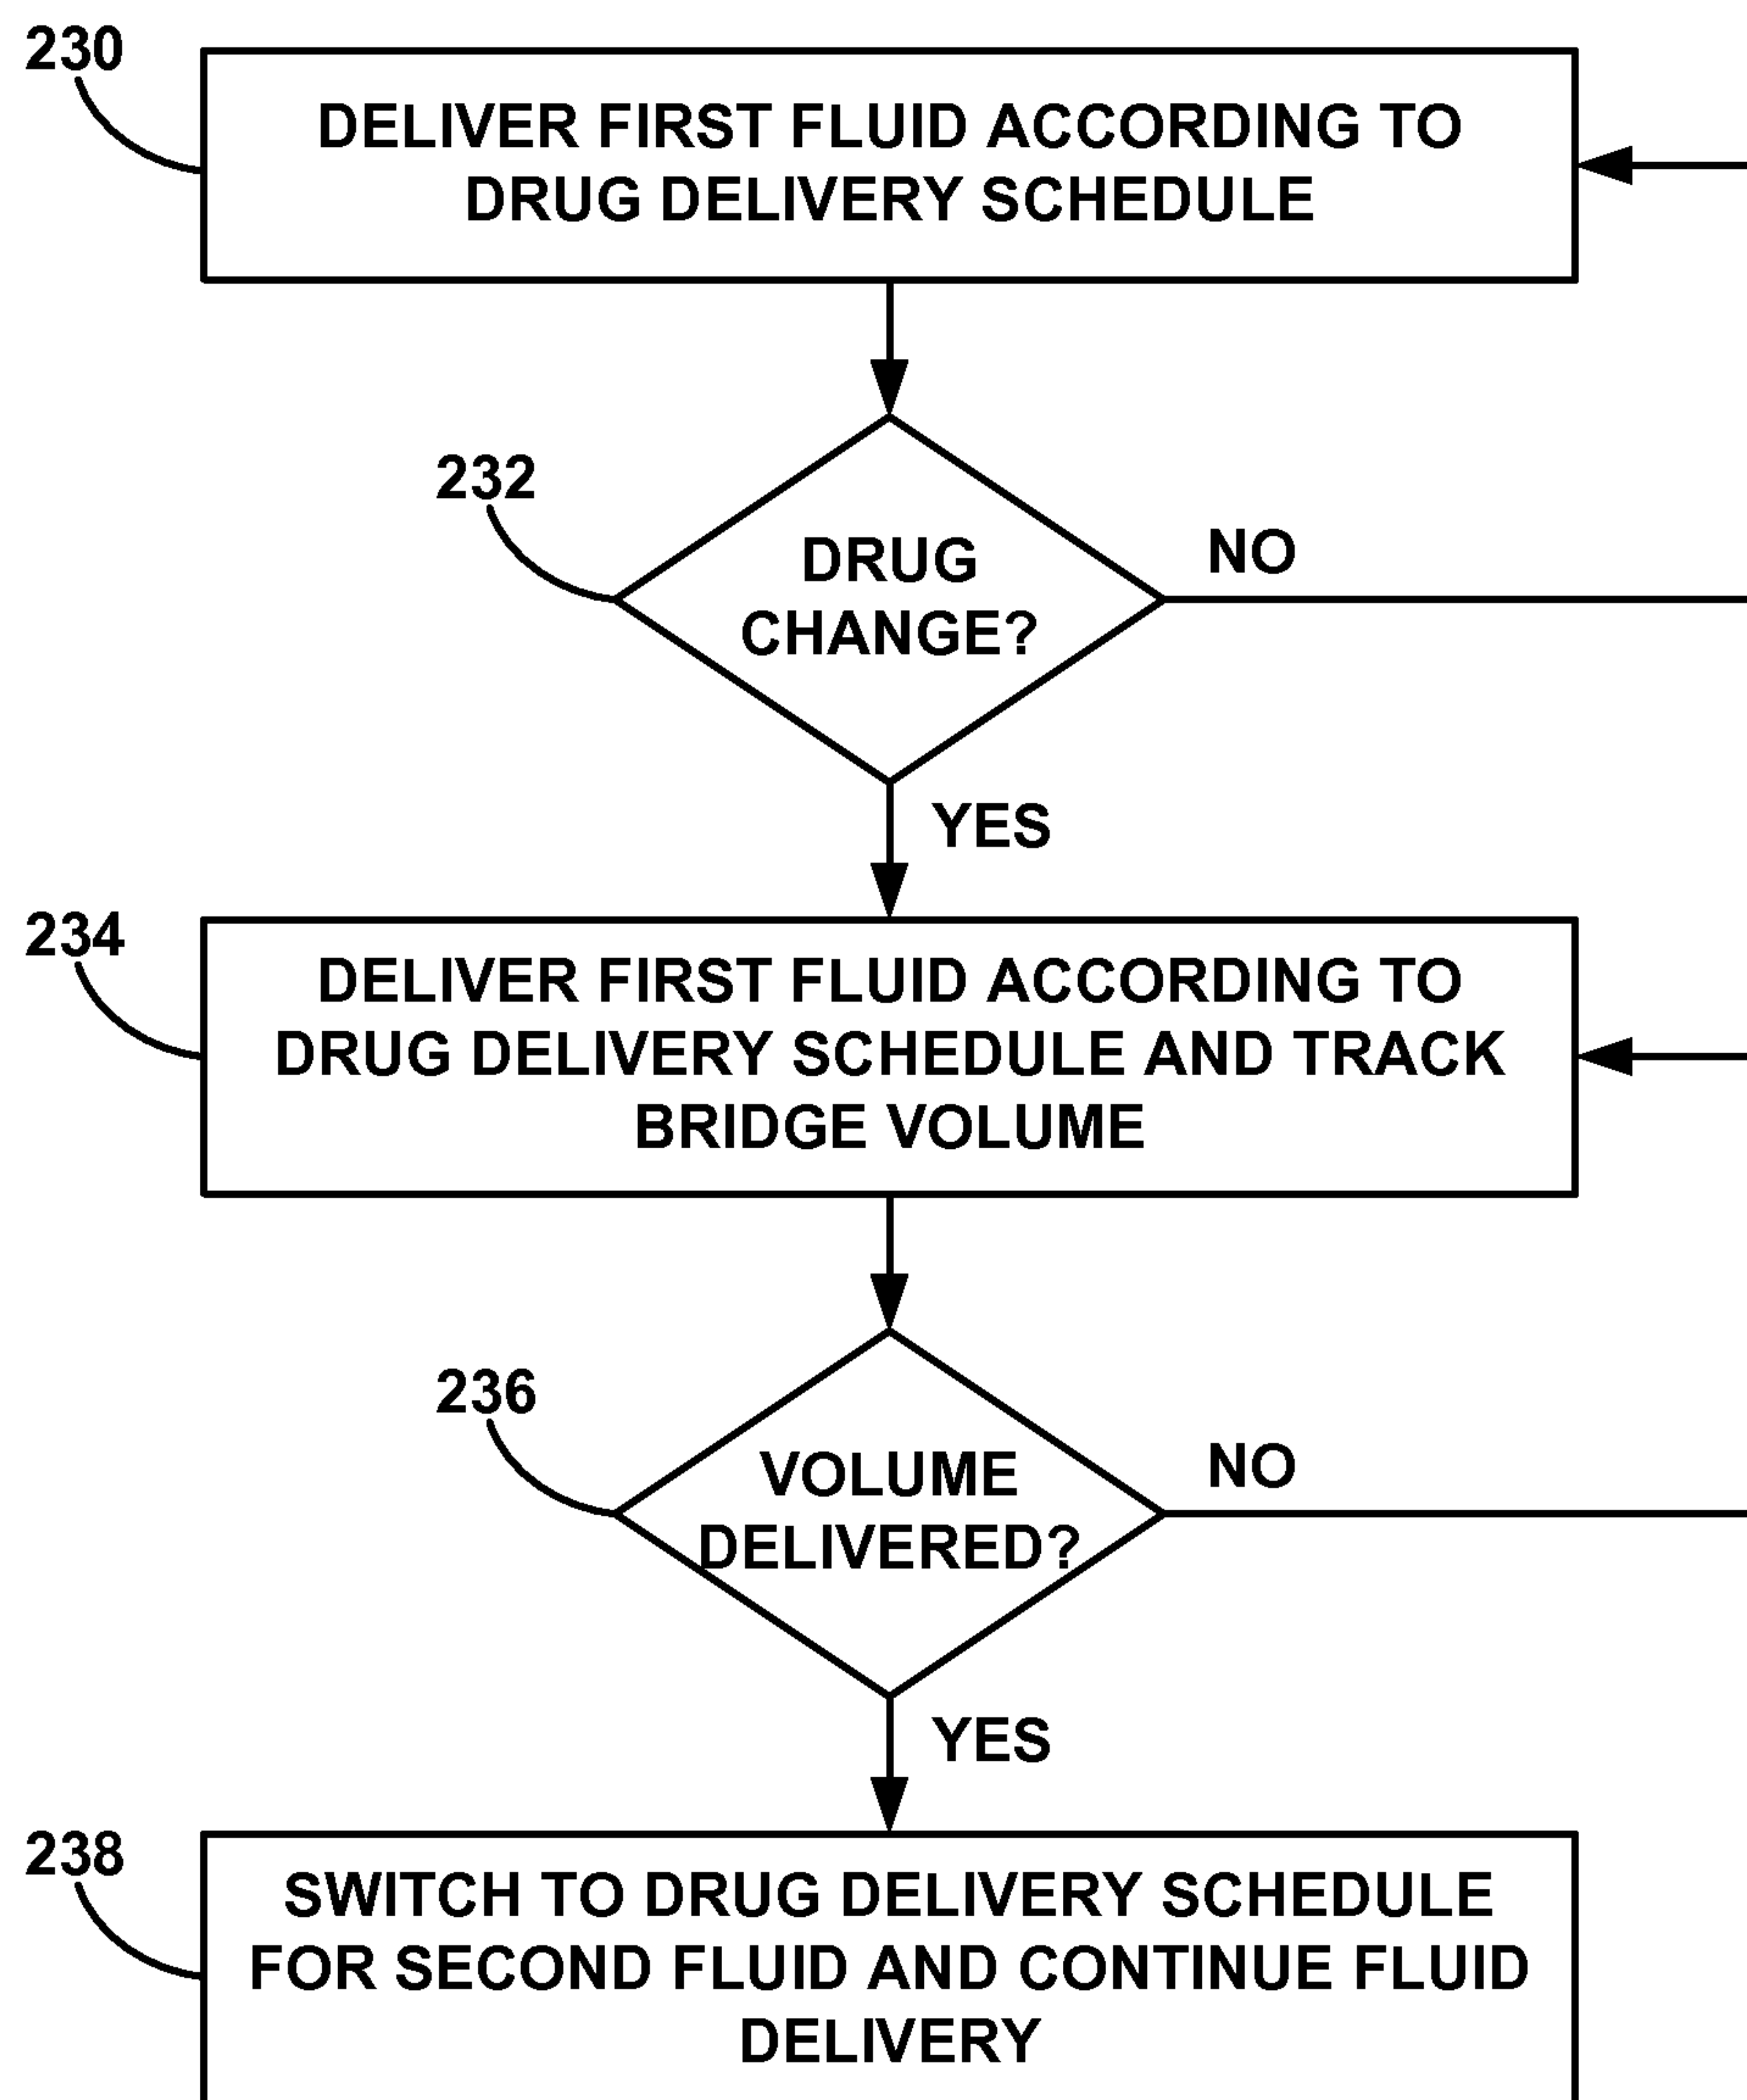 230
DELIVER FIRST FLUID ACCORDING TO
DRUG DELIVERY SCHEDULE
232
DRUG
CHANGE?
NO
YES
234
DELIVER FIRST FLUID ACCORDING TO
DRUG DELIVERY SCHEDULE AND TRACK
BRIDGE VOLUME
236
VOLUME
DELIVERED?
NO
YES
238
SWITCH TO DRUG DELIVERY SCHEDULE
FOR SECOND FLUID AND CONTINUE FLUID
DELIVERY